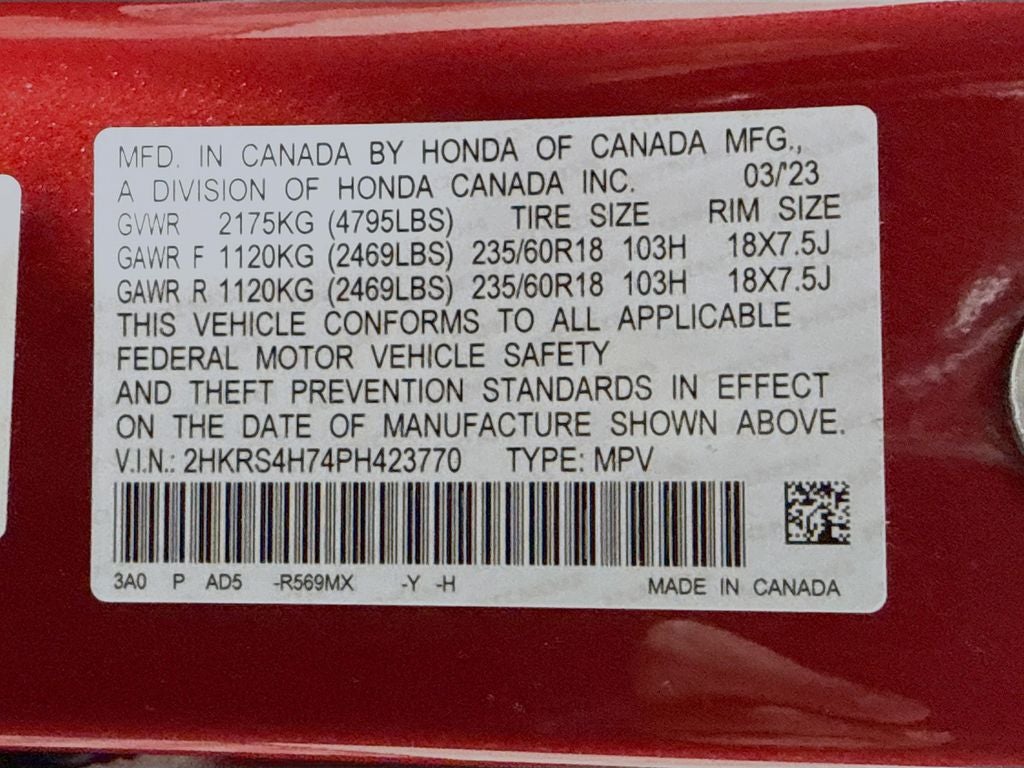 MFD. IN CANADA BY HONDA OF CANADA MFG.,
A DIVISION OF HONDA CANADA INC. 03/'23
GVWR 2175KG (4795LBS) TIRE SIZE RIM SIZE
GAWR F 1120KG (2469LBS) 235/60R18 103H 18X7.5J
GAWR R 1120KG (2469LBS) 235/60R18 103H 18X7.5J
THIS VEHICLE CONFORMS TO ALL APPLICABLE
FEDERAL MOTOR VEHICLE SAFETY
AND THEFT PREVENTION STANDARDS IN EFFECT
ON THE DATE OF MANUFACTURE SHOWN ABOVE.
V.I.N.: 2HKRS4H74PH423770 TYPE: MPV
3A0 P AD5 -R569MX -Y -H MADE IN CANADA